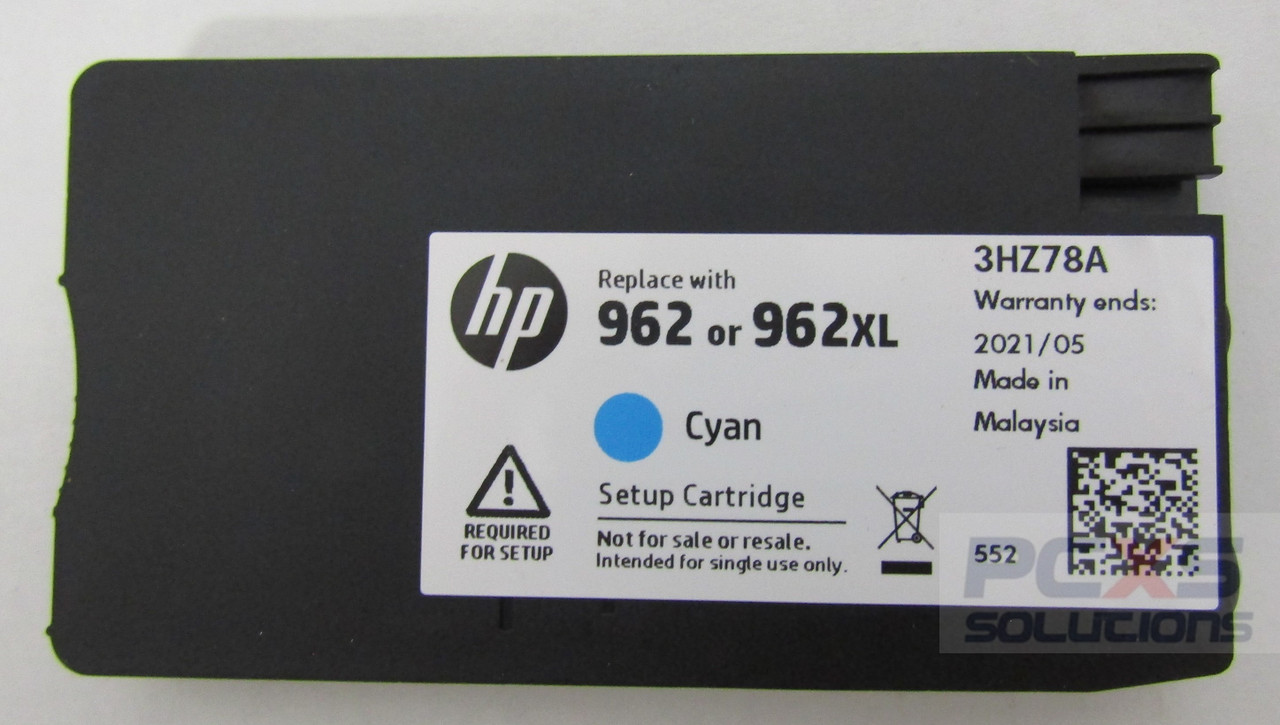 hp
Replace with
962 or 962XL
Cyan
Setup Cartridge
Not for sale or resale.
Intended for single use only.
REQUIRED
FOR SETUP
3HZ78A
Warranty ends:
2021/05
Made in
Malaysia
552
PCXS
SOLUTIONS